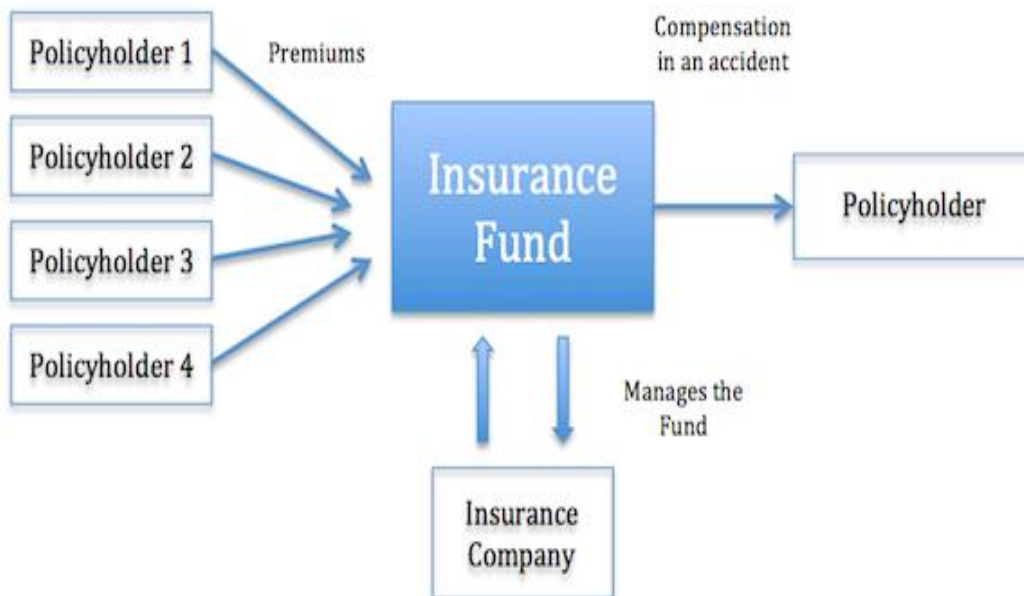 Policyholder 1
Policyholder 2
Policyholder 3
Policyholder 4
Premiums
Insurance
Fund
Compensation
in an accident
Policyholder
Manages the
Fund
Insurance
Company